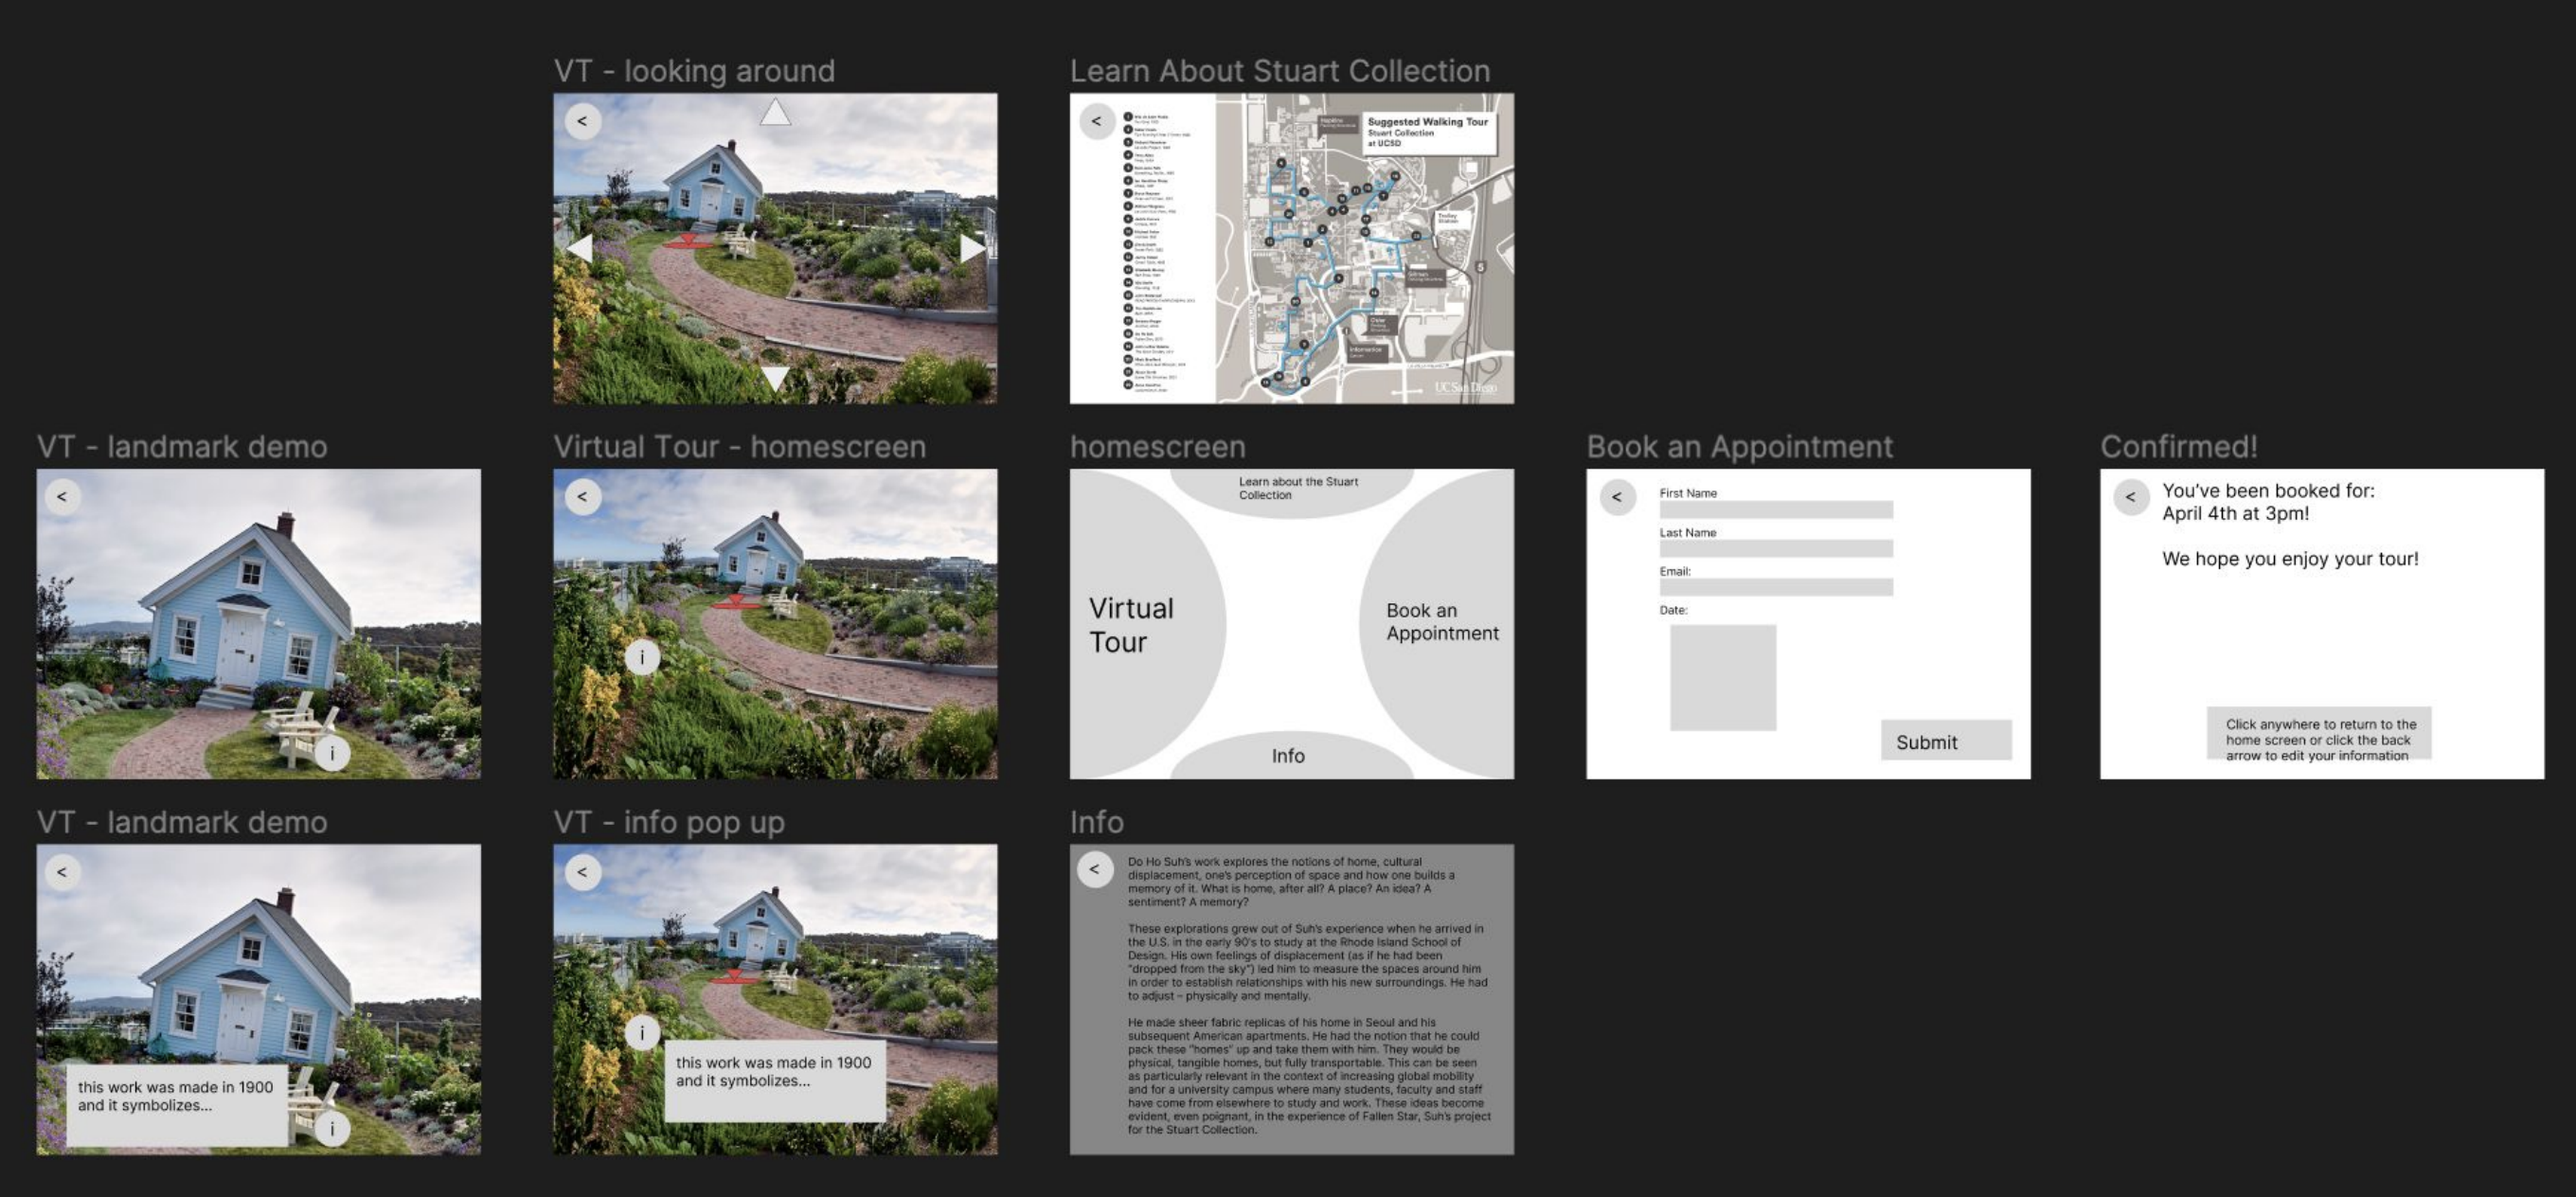 VT - looking around
<
Learn About Stuart Collection
<
Suggested Walking Tour
Stuart Collection
at UCSD
5
UC San Diego
VT - landmark demo
<
i
Virtual Tour - homescreen
<
i
homescreen
Learn about the Stuart
Collection
Virtual
Tour
Book an
Appointment
Info
Book an Appointment
<
First Name
Last Name
Email:
Date:
Submit
Confirmed!
<
You've been booked for:
April 4th at 3pm!
We hope you enjoy your tour!
Click anywhere to return to the
home screen or click the back
arrow to edit your information
VT - landmark demo
<
this work was made in 1900
and it symbolizes...
i
VT - info pop up
<
i
this work was made in 1900
and it symbolizes...
Info
<
Do Ho Suh's work explores the notions of home, cultural
displacement, one's perception of space and how one builds a
memory of it. What is home, after all? A place? An idea? A
sentiment? A memory?
These explorations grew out of Suh's experience when he arrived in
the U.S. in the early 90's to study at the Rhode Island School of
Design. His own feelings of displacement (as if he had been
"dropped from the sky") led him to measure the spaces around him
in order to establish relationships with his new surroundings. He had
to adjust – physically and mentally.
He made sheer fabric replicas of his home in Seoul and his
subsequent American apartments. He had the notion that he could
pack these "homes" up and take them with him. They would be
physical, tangible homes, but fully transportable. This can be seen
as particularly relevant in the context of increasing global mobility
and for a university campus where many students, faculty and staff
have come from elsewhere to study and work. These ideas become
evident, even poignant, in the experience of Fallen Star, Suh's project
for the Stuart Collection.